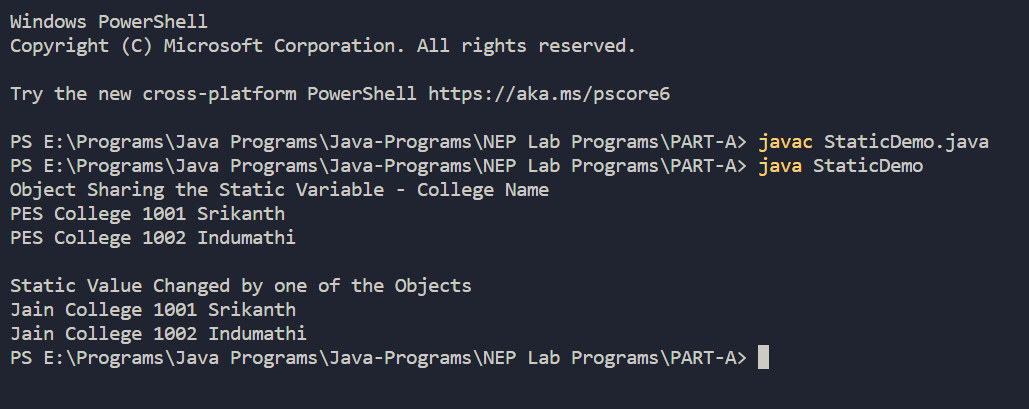 Windows PowerShell
Copyright (C) Microsoft Corporation. All rights reserved.
Try the new cross-platform PowerShell https://aka.ms/pscore6
PS E:\Programs\Java Programs\Java-Programs\NEP Lab Programs\PART-A> javac StaticDemo.java
PS E:\Programs\Java Programs\Java-Programs\NEP Lab Programs\PART-A> java StaticDemo
Object Sharing the Static Variable - College Name
PES College 1001 Srikanth
PES College 1002 Indumathi
Static Value Changed by one of the Objects
Jain College 1001 Srikanth
Jain College 1002 Indumathi
PS E:\Programs\Java Programs\Java-Programs\NEP Lab Programs\PART-A>